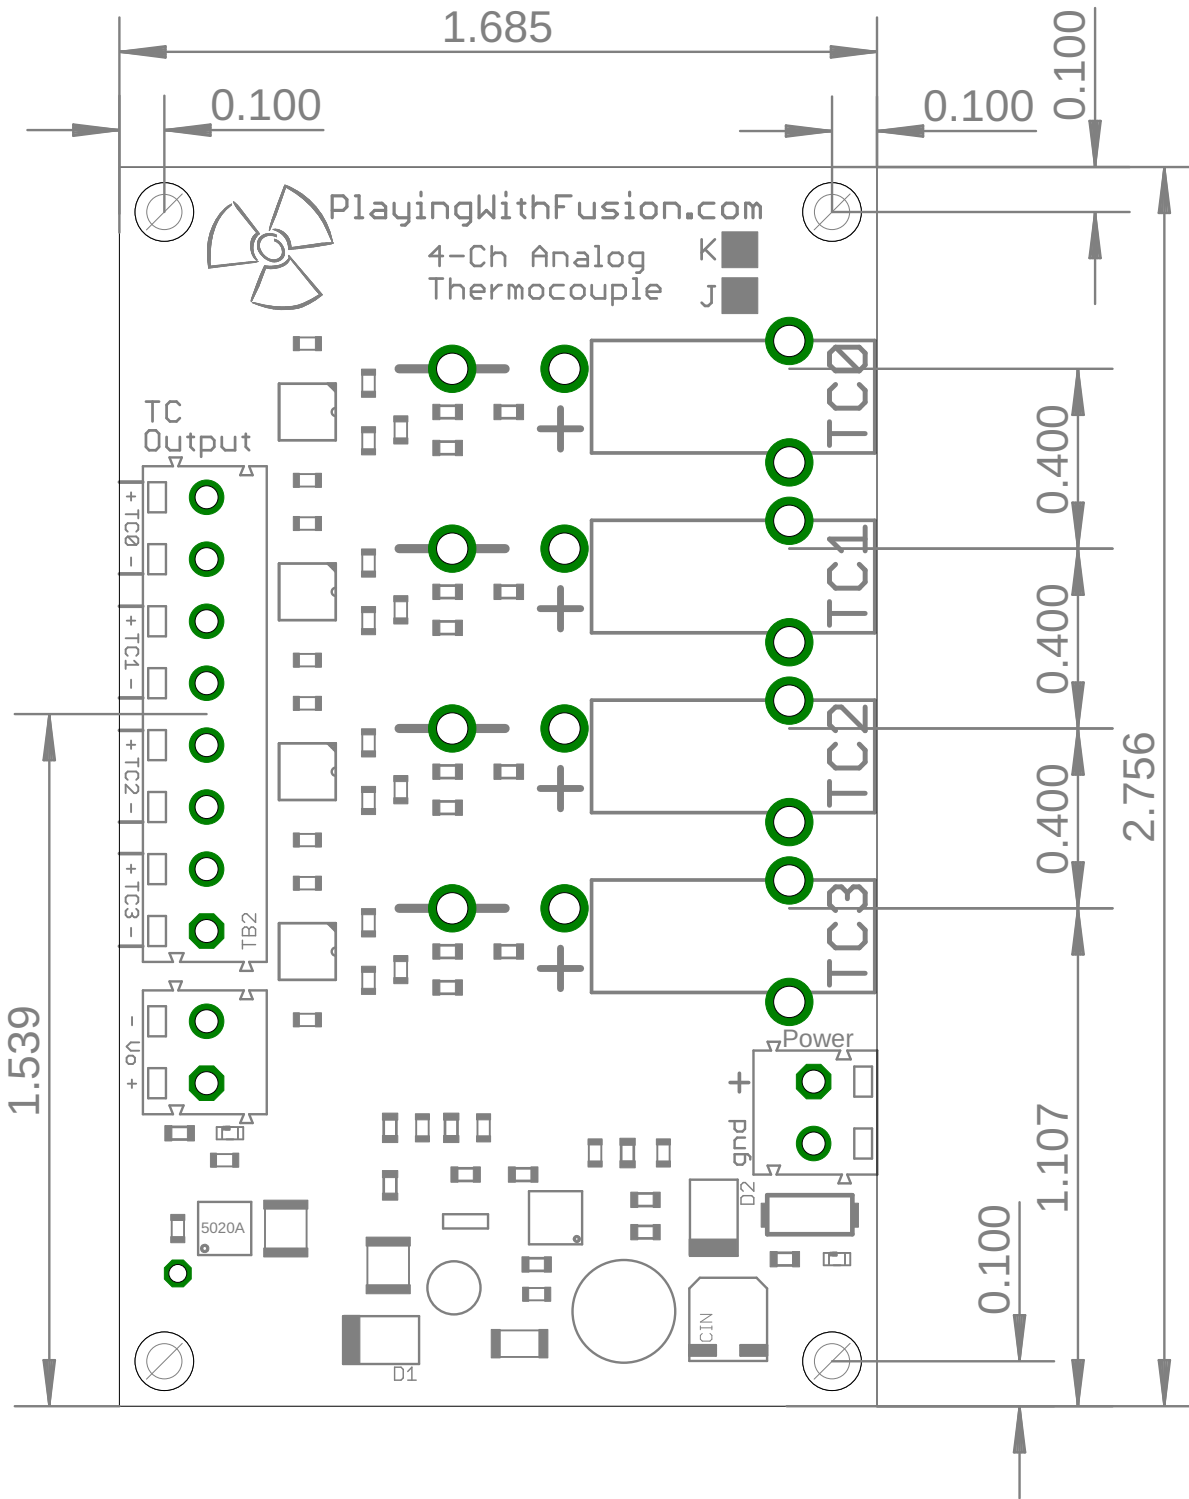 1.685
0.100
0.100
0.100
PlayingWithFusion.com
4-Ch Analog
Thermocouple
K
J
TC
Output
+ TC0 -
+ TC1 -
+ TC2 -
+ TC3 -
TB2
- Vo +
+
TC0
+
TC1
+
TC2
+
TC3
0.400
0.400
0.400
2.756
1.539
1.107
0.100
Power
+
gnd
D2
5020A
CIN
D1